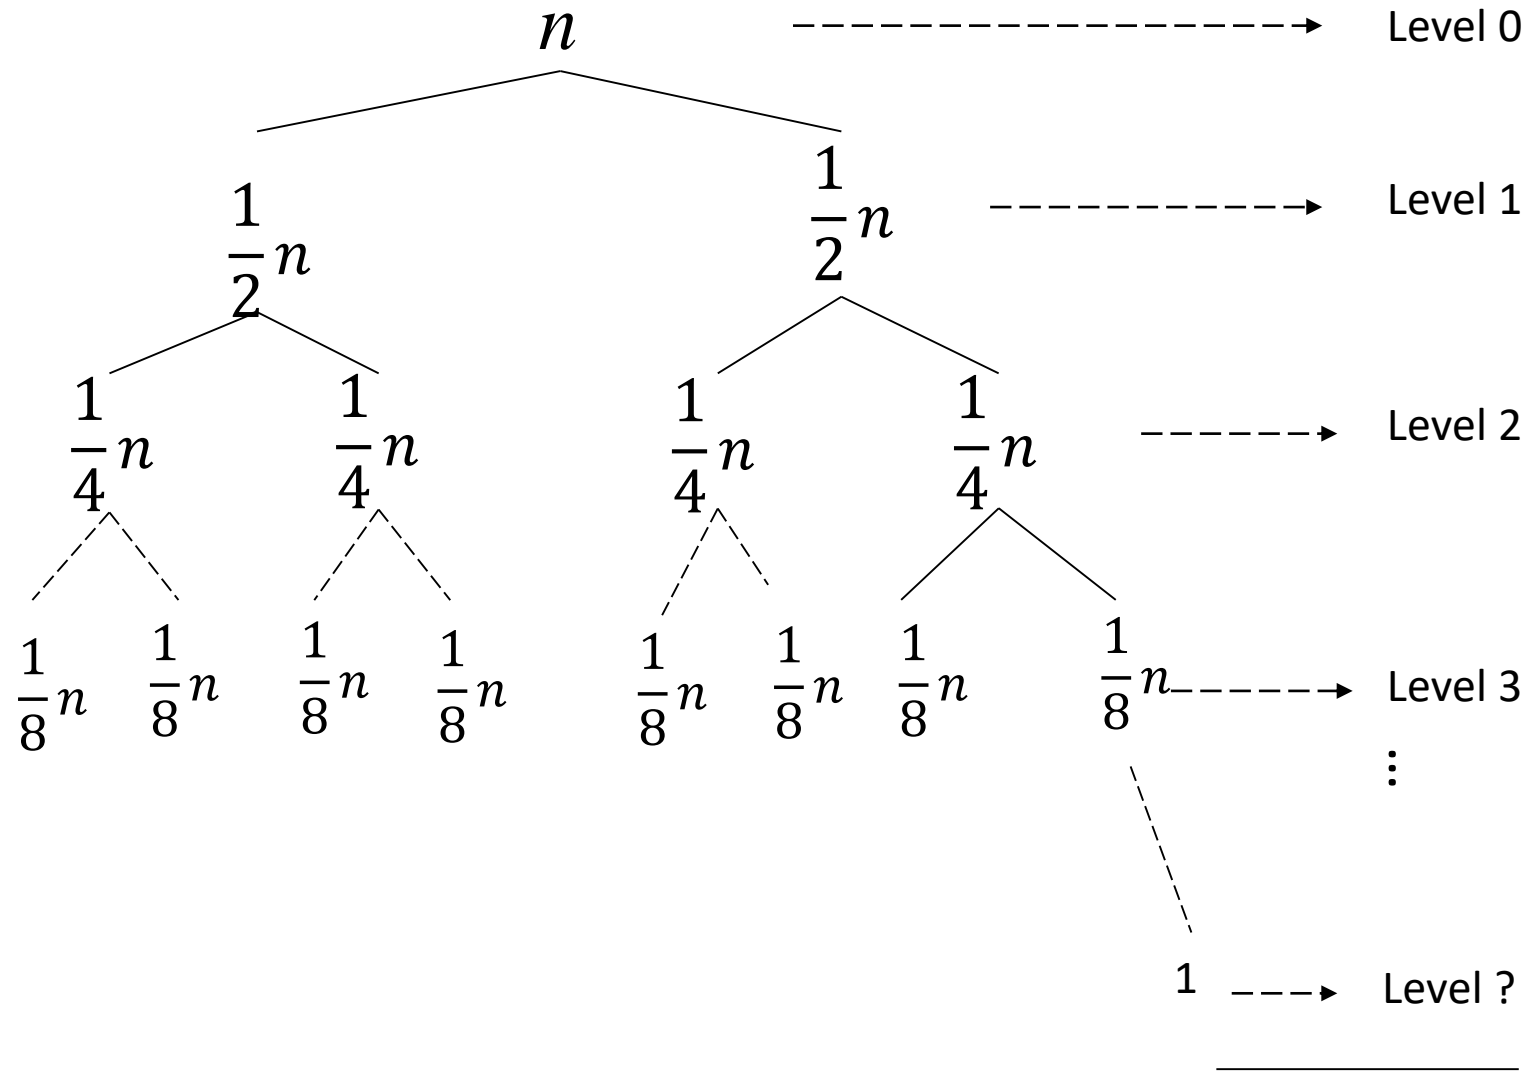 n Level 0
1/2 n 1/2 n Level 1
1/4 n 1/4 n 1/4 n 1/4 n Level 2
1/8 n 1/8 n 1/8 n 1/8 n 1/8 n 1/8 n 1/8 n 1/8 n Level 3
⋮
1 Level ?